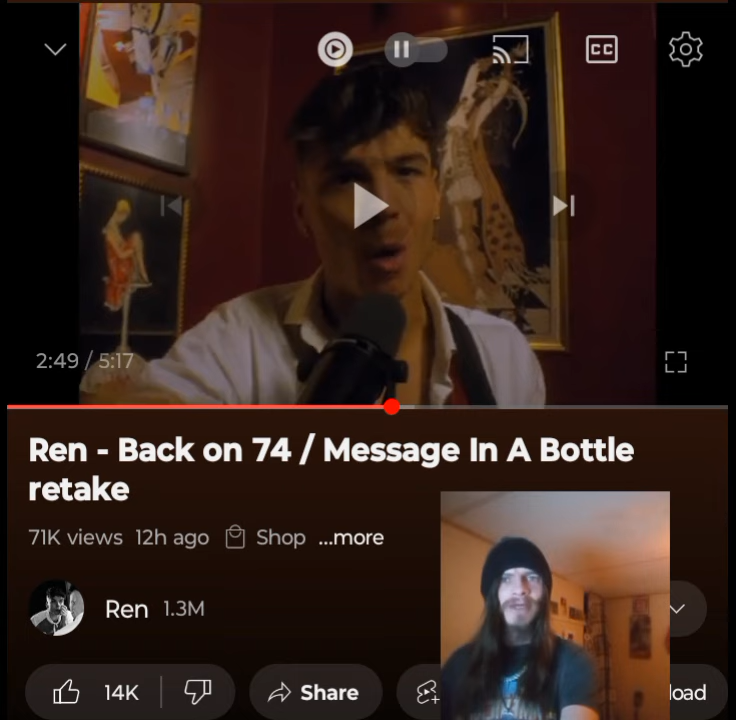 CC
2:49 / 5:17
Ren - Back on 74 / Message In A Bottle
retake
71K views 12h ago Shop ...more
Ren 1.3M
14K Share load